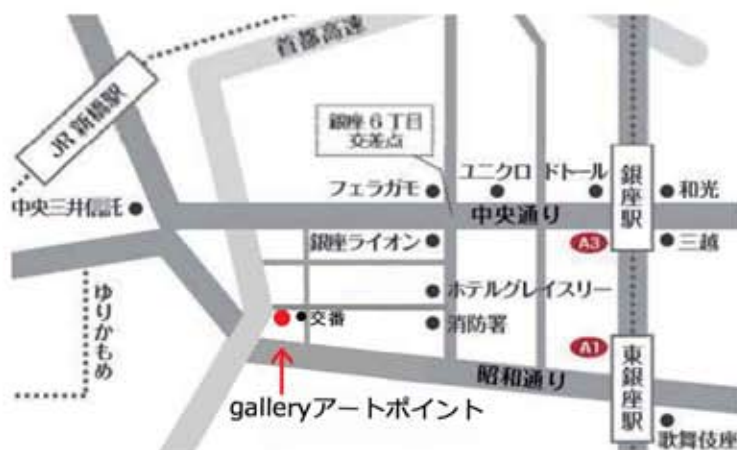 首都高速
JR 新橋駅
銀座6丁目
交差点
ユニクロ
ドトール
フェラガモ
銀座駅
和光
中央三井信託
中央通り
銀座ライオン
A3
三越
ゆりかもめ
ホテルグレイスリー
交番
消防署
A1
昭和通り
東銀座駅
galleryアートポイント
歌舞伎座